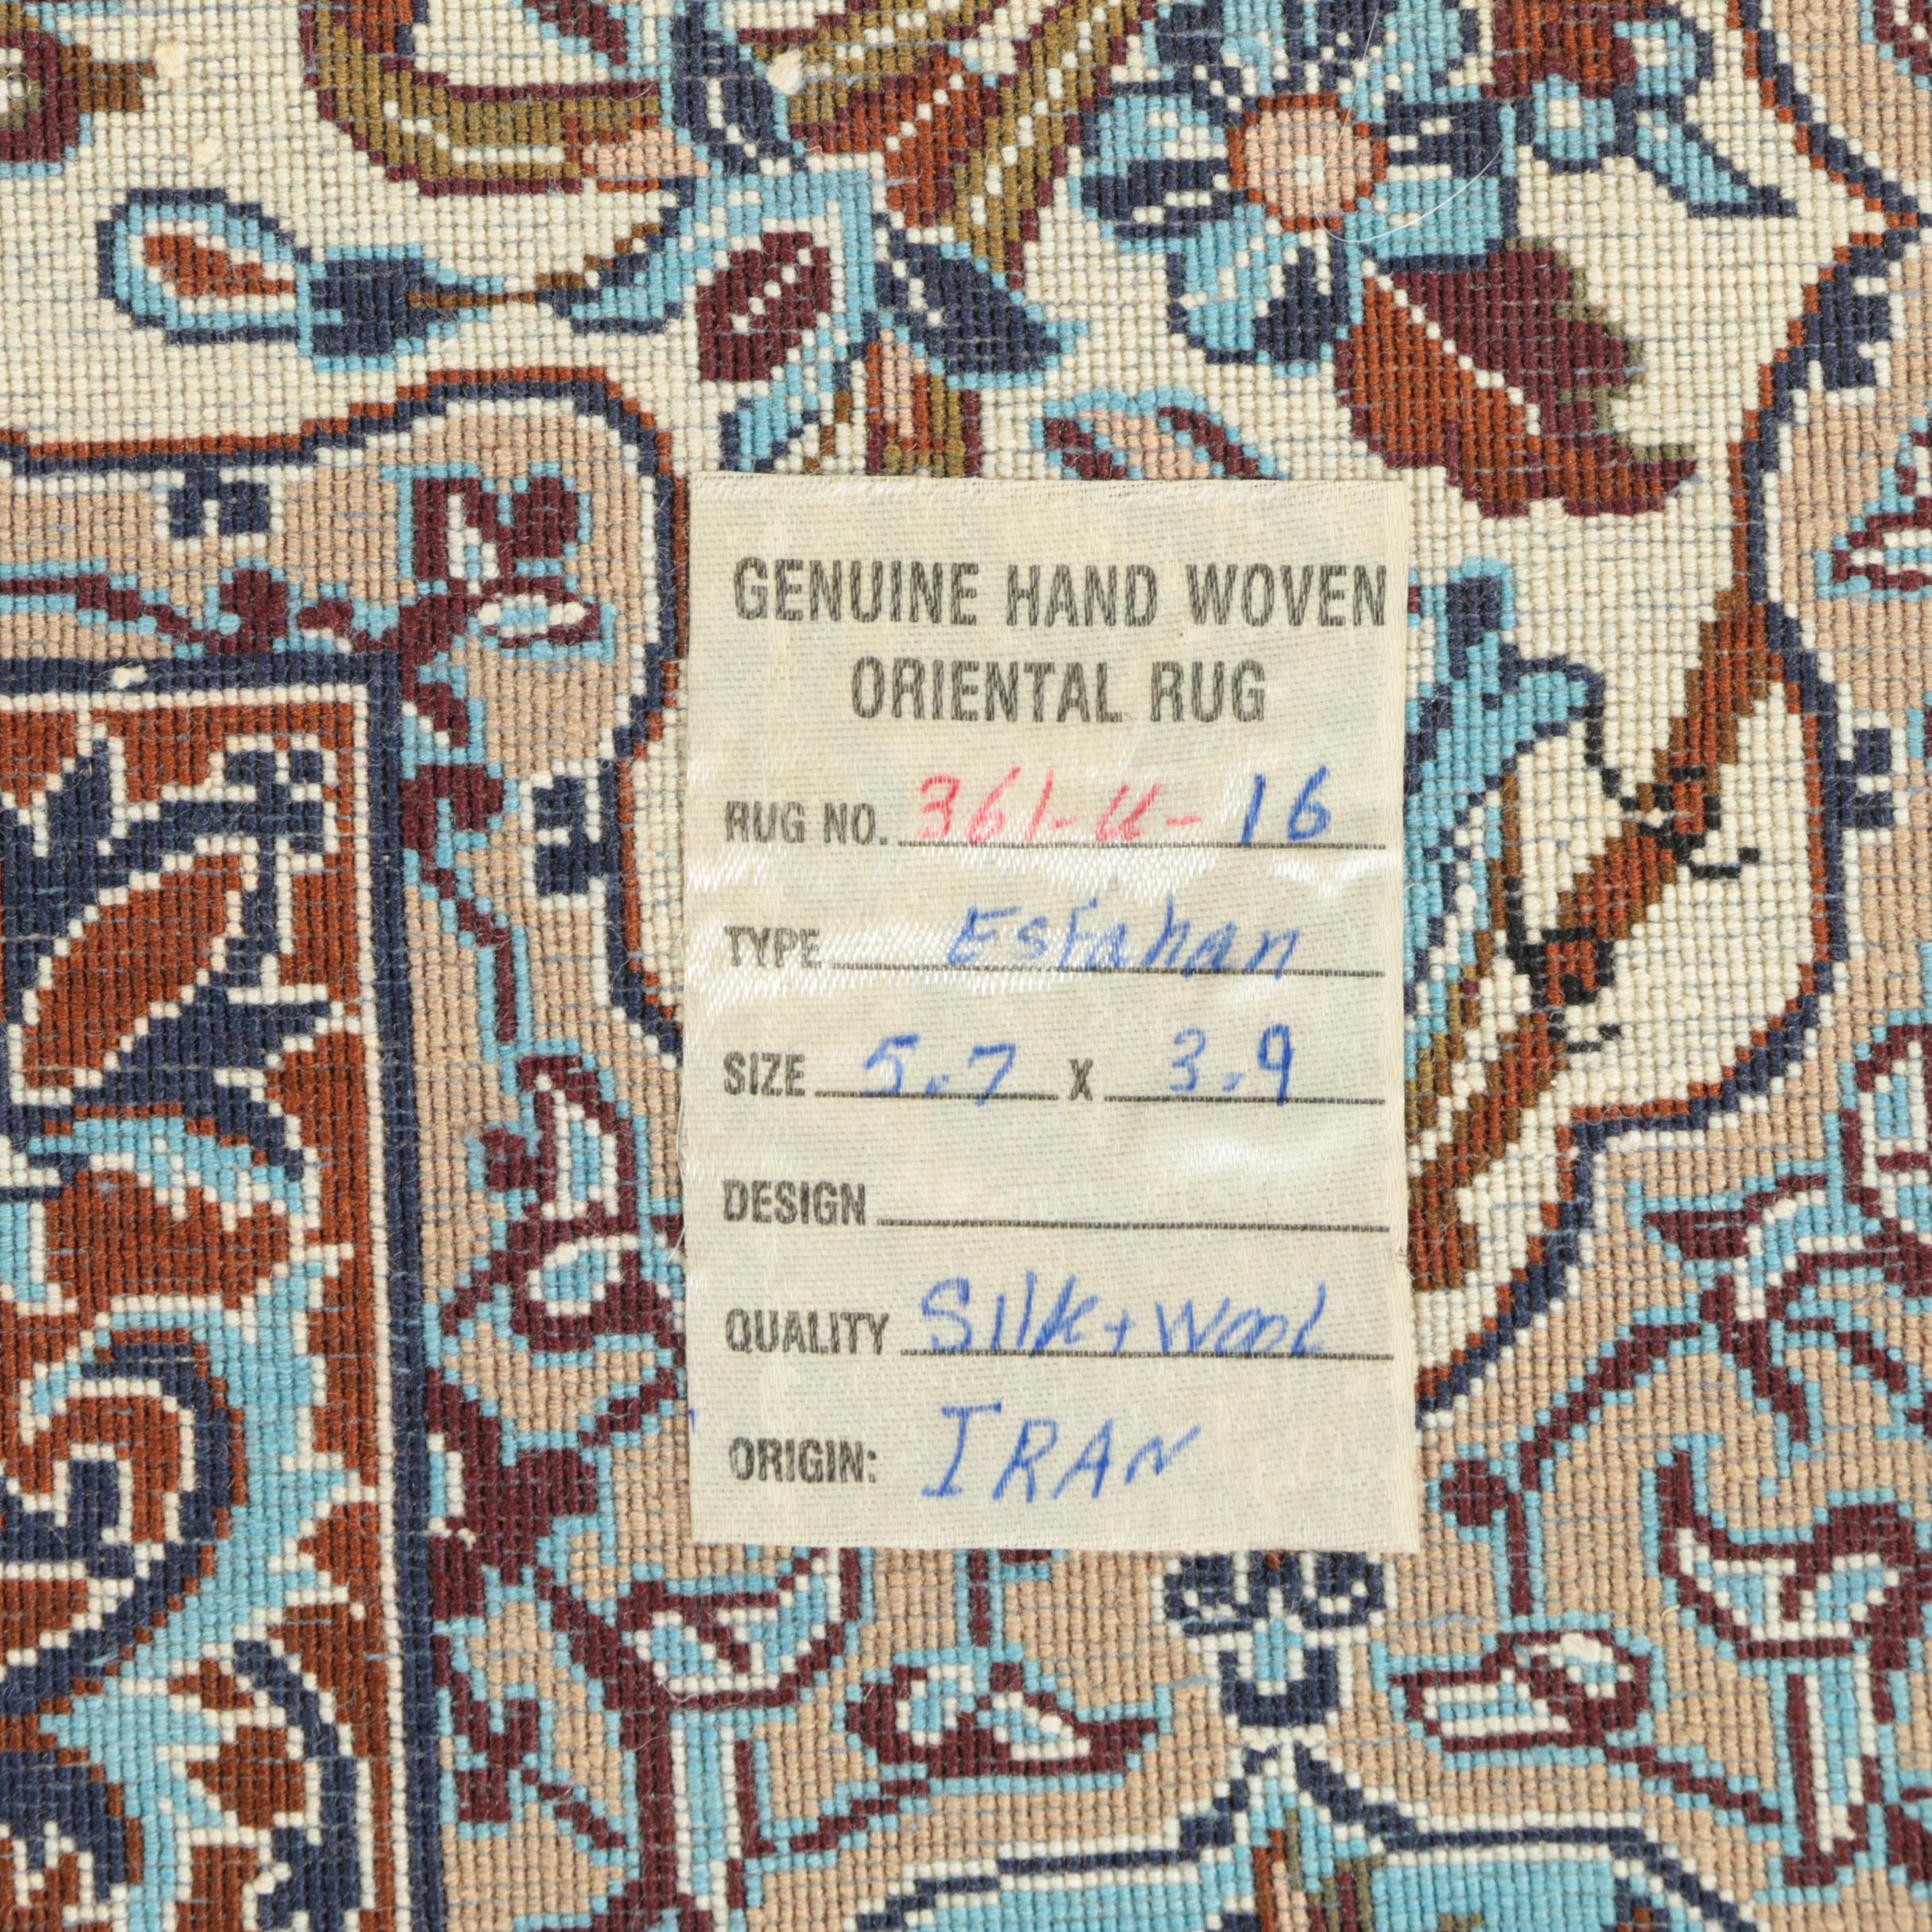 GENUINE HAND WOVEN
ORIENTAL RUG
RUG NO. 361-U-16
TYPE Esfahan
SIZE 5.7 X 3.9
DESIGN
QUALITY Silk + Wool
ORIGIN: IRAN